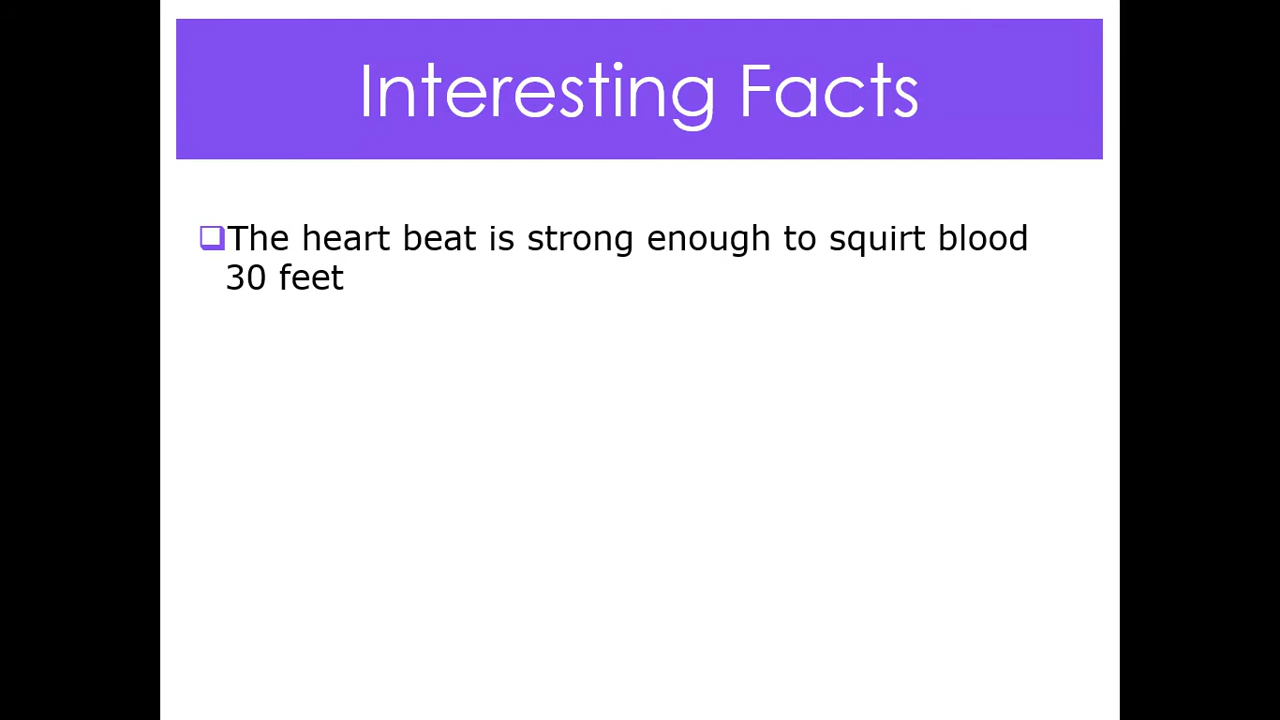 Interesting Facts
The heart beat is strong enough to squirt blood
30 feet